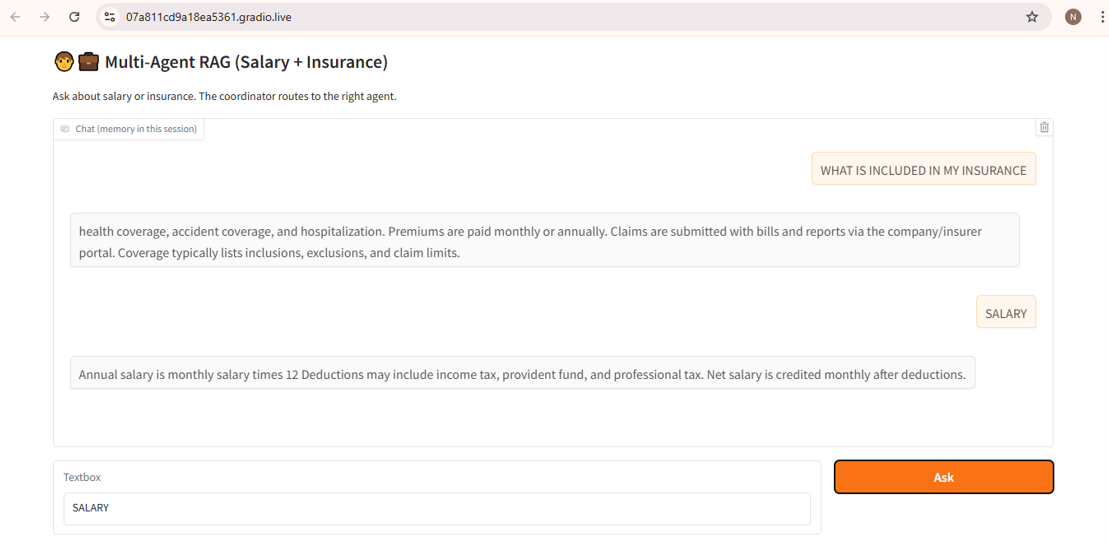 07a811cd9a18ea5361.gradio.live
N
Multi-Agent RAG (Salary + Insurance)
Ask about salary or insurance. The coordinator routes to the right agent.
Chat (memory in this session)
WHAT IS INCLUDED IN MY INSURANCE
health coverage, accident coverage, and hospitalization. Premiums are paid monthly or annually. Claims are submitted with bills and reports via the company/insurer
portal. Coverage typically lists inclusions, exclusions, and claim limits.
SALARY
Annual salary is monthly salary times 12 Deductions may include income tax, provident fund, and professional tax. Net salary is credited monthly after deductions.
Textbox
SALARY
Ask